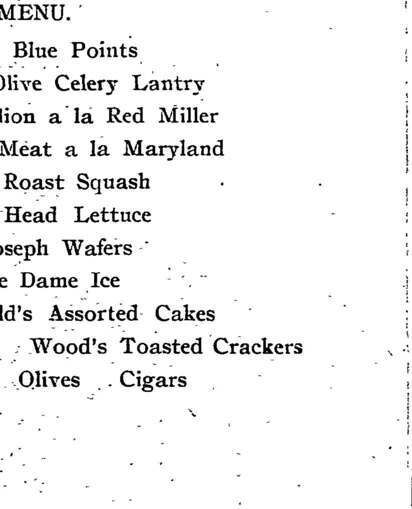 MENU.
Blue Points
Olive Celery Lantry
lion a la Red Miller
Meat a la Maryland
Roast Squash
Head Lettuce
oseph Wafers
e Dame Ice
ld's Assorted Cakes
Wood's Toasted Crackers
Olives Cigars